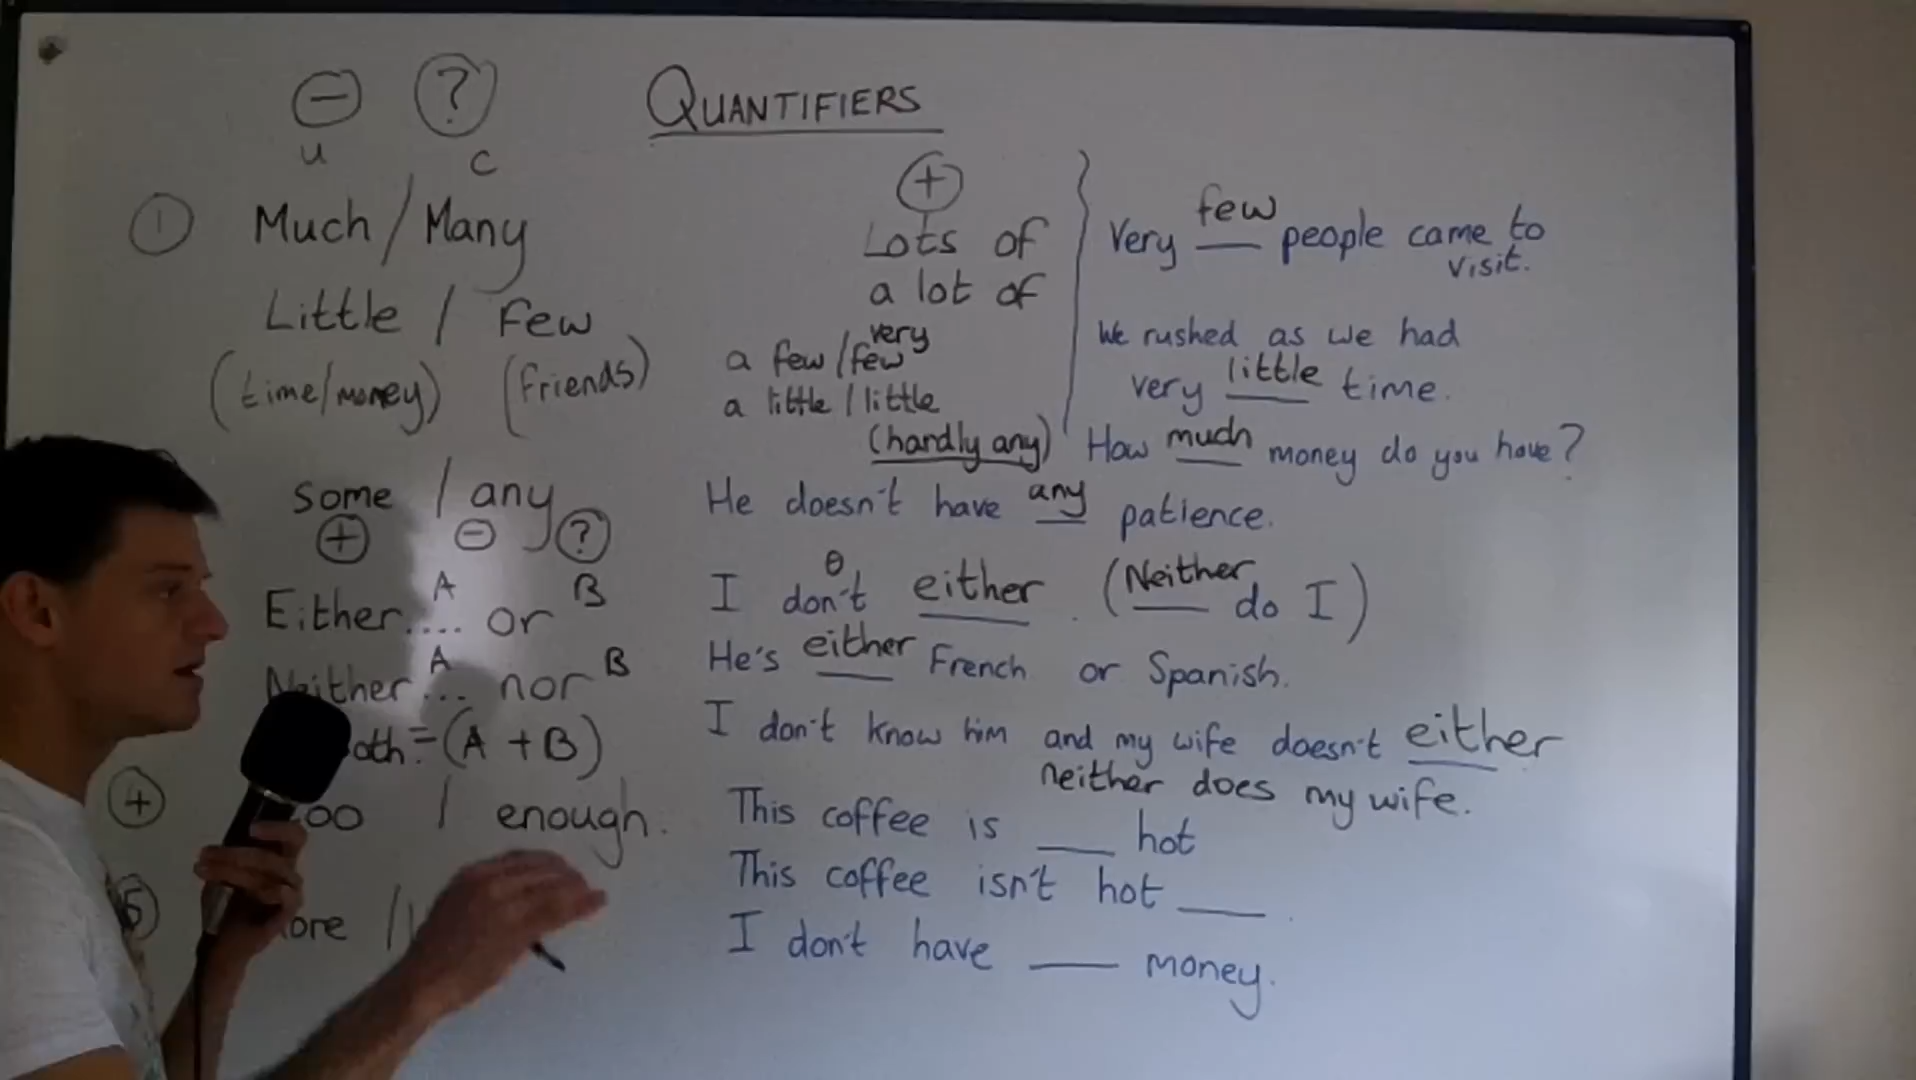 − ? QUANTIFIERS
u c
+
1 Much / Many
Lots of
a lot of
Little / Few
(time/money) (Friends)
very
a few / few
a little / little
(hardly any)
Very few people came to
visit.
We rushed as we had
very little time.
How much money do you have?
some / any
+ − ?
He doesn't have any patience.
A B
Either.... or
θ
I don't either. (Neither do I)
A B
Neither... nor
He's either French or Spanish.
= (A + B)
I don't know him and my wife doesn't either
neither does my wife.
4 / enough.
This coffee is ___ hot
This coffee isn't hot ___.
5 /
I don't have ___ money.